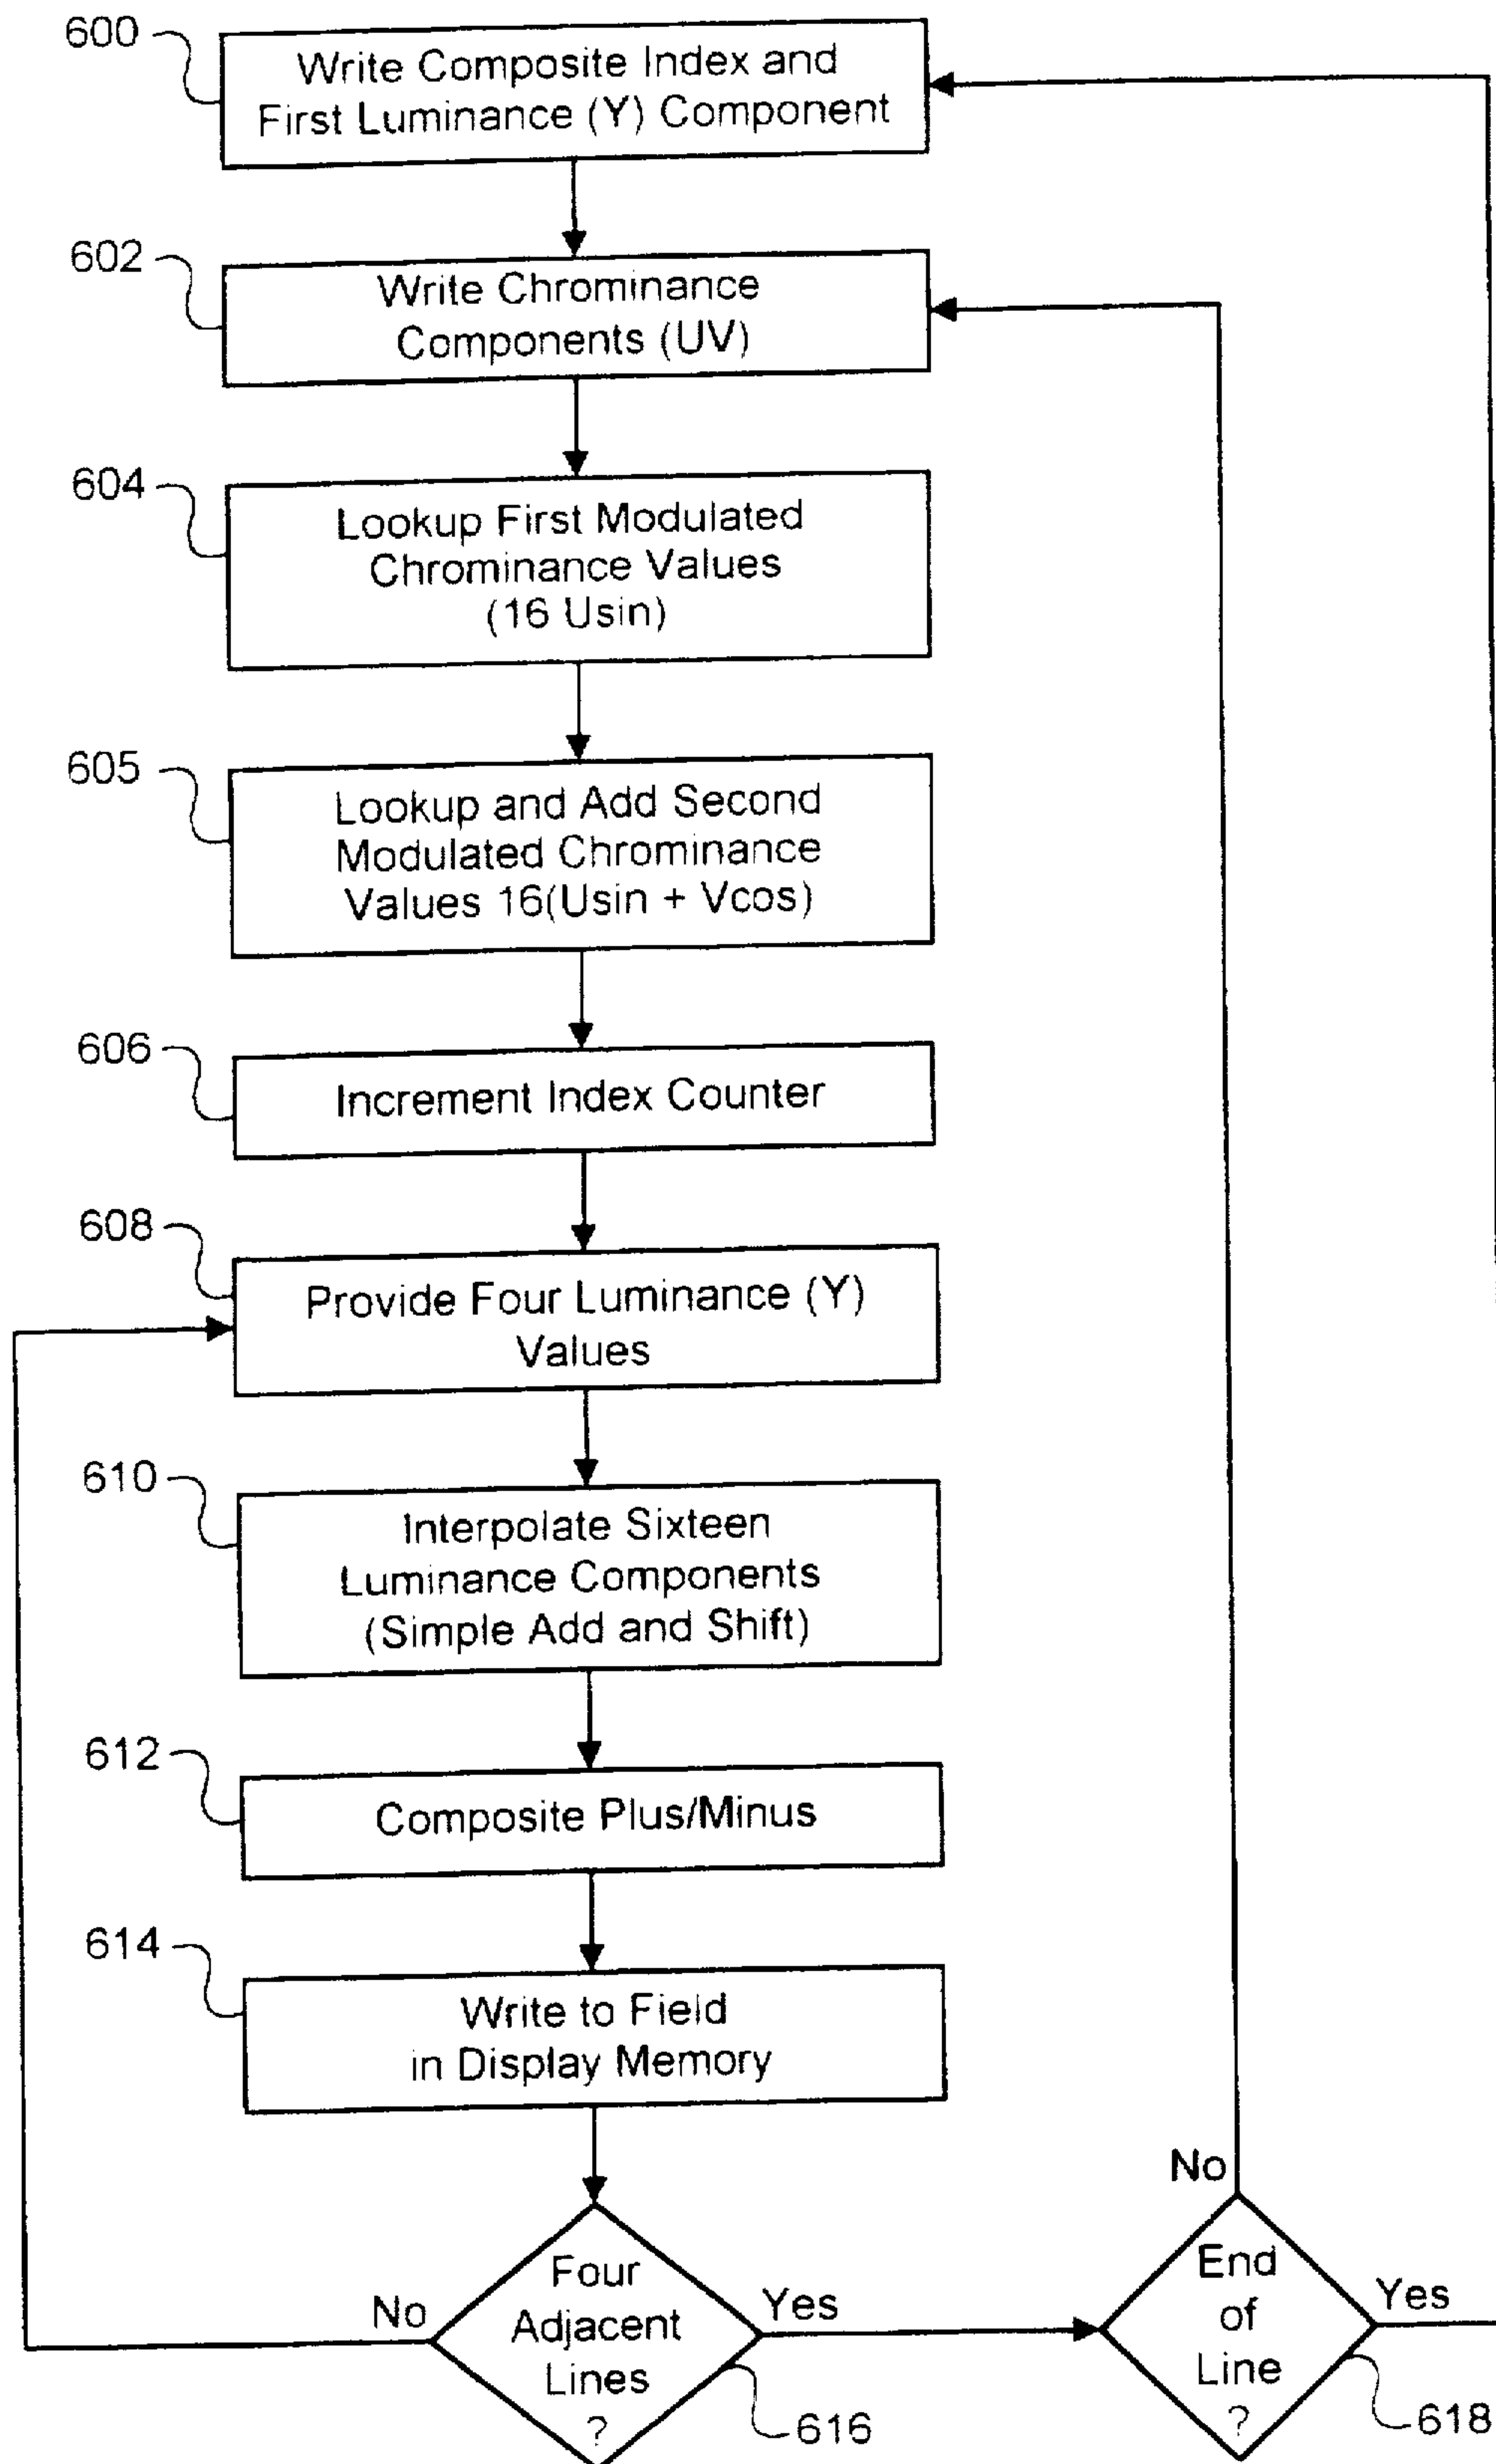 600
Write Composite Index and
First Luminance (Y) Component
602
Write Chrominance
Components (UV)
604
Lookup First Modulated
Chrominance Values
(16 Usin)
605
Lookup and Add Second
Modulated Chrominance
Values 16(Usin + Vcos)
606
Increment Index Counter
608
Provide Four Luminance (Y)
Values
610
Interpolate Sixteen
Luminance Components
(Simple Add and Shift)
612
Composite Plus/Minus
614
Write to Field
in Display Memory
No
Four
Adjacent
Lines
?
Yes
616
No
End
of
Line
?
Yes
618